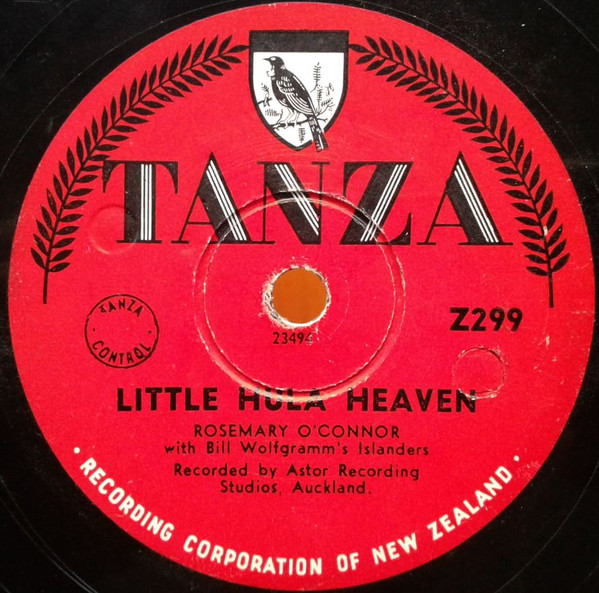 TANZA
Z299
23494
TANZA
CONTROL
LITTLE HULA HEAVEN
ROSEMARY O'CONNOR
with Bill Wolfgramm's Islanders
Recorded by Astor Recording
Studios, Auckland.
· RECORDING CORPORATION OF NEW ZEALAND ·